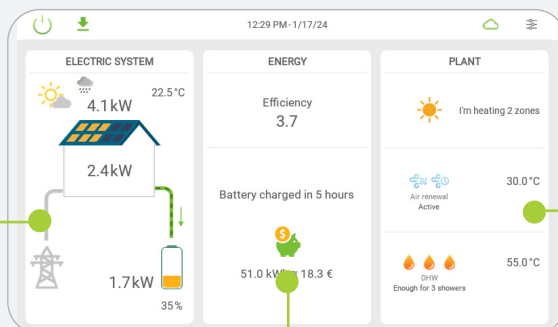 12:29 PM - 1/17/24
ELECTRIC SYSTEM
22.5°C
4.1kW
2.4kW
1.7kW
35%
ENERGY
Efficiency
3.7
Battery charged in 5 hours
$
51.0 18.3 €
PLANT
I'm heating 2 zones
30.0°C
Air renewal
Active
55.0°C
DHW
Enough for 3 showers